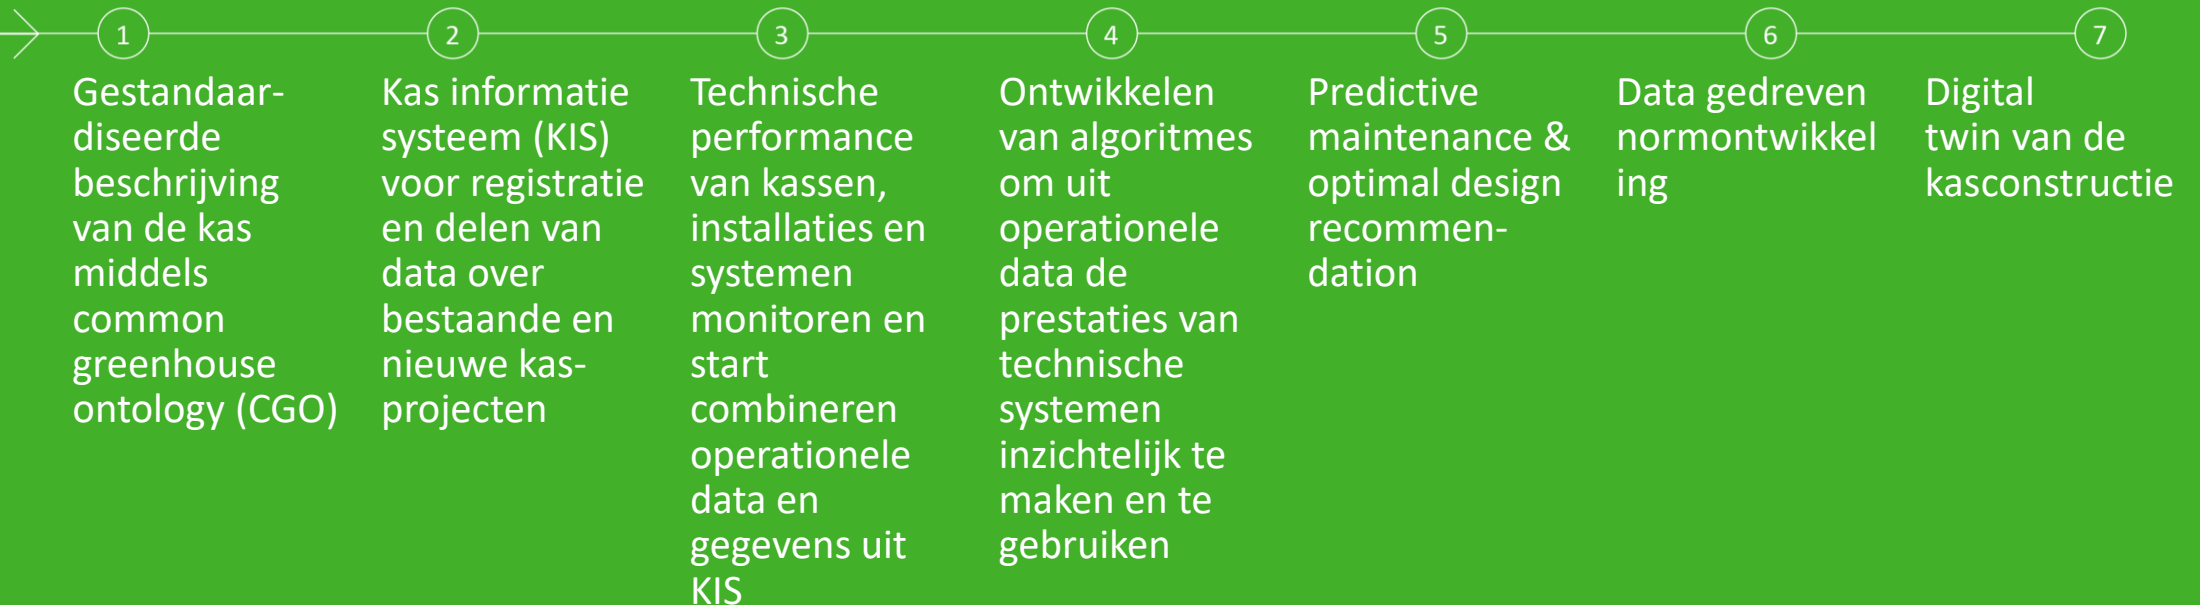 1
Gestandaar-
diseerde
beschrijving
van de kas
middels
common
greenhouse
ontology (CGO)
2
Kas informatie
systeem (KIS)
voor registratie
en delen van
data over
bestaande en
nieuwe kas-
projecten
3
Technische
performance
van kassen,
installaties en
systemen
monitoren en
start
combineren
operationele
data en
gegevens uit
KIS
4
Ontwikkelen
van algoritmes
om uit
operationele
data de
prestaties van
technische
systemen
inzichtelijk te
maken en te
gebruiken
5
Predictive
maintenance &
optimal design
recommen-
dation
6
Data gedreven
normontwikkel
ing
7
Digital
twin van de
kasconstructie